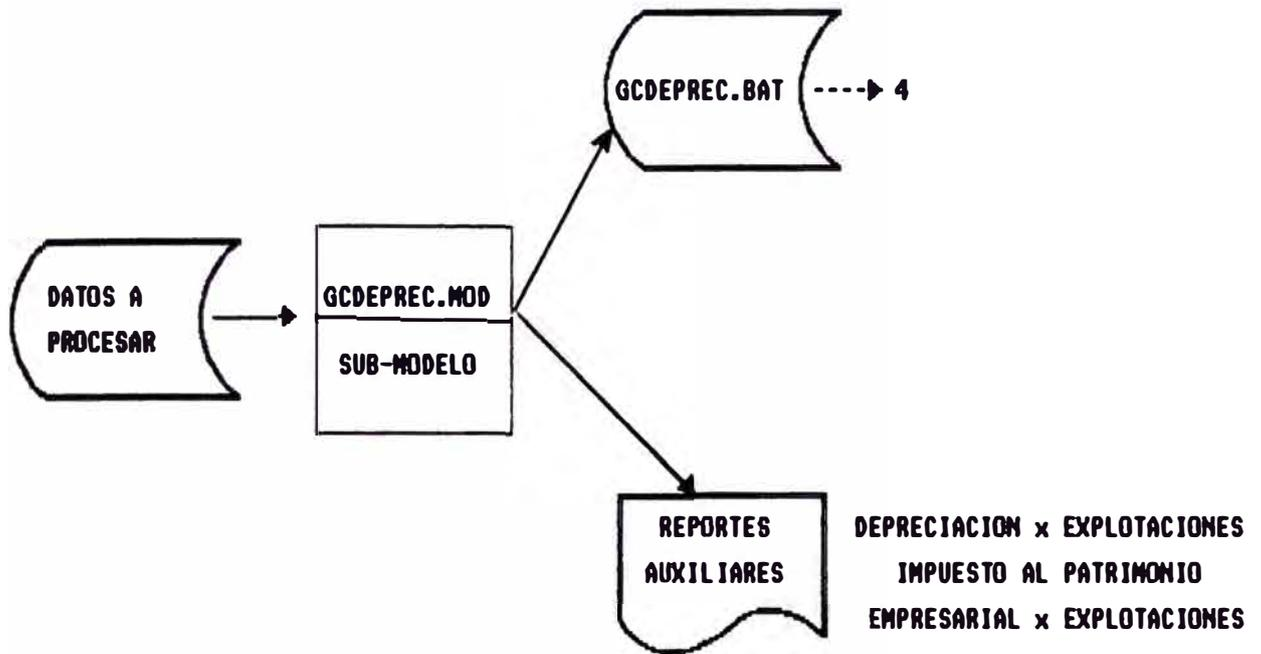 GCDEPREC.BAT
4
DATOS A
PROCESAR
GCDEPREC.MOD
SUB-MODELO
REPORTES
AUXILIARES
DEPRECIACION x EXPLOTACIONES
IMPUESTO AL PATRIMONIO
EMPRESARIAL x EXPLOTACIONES